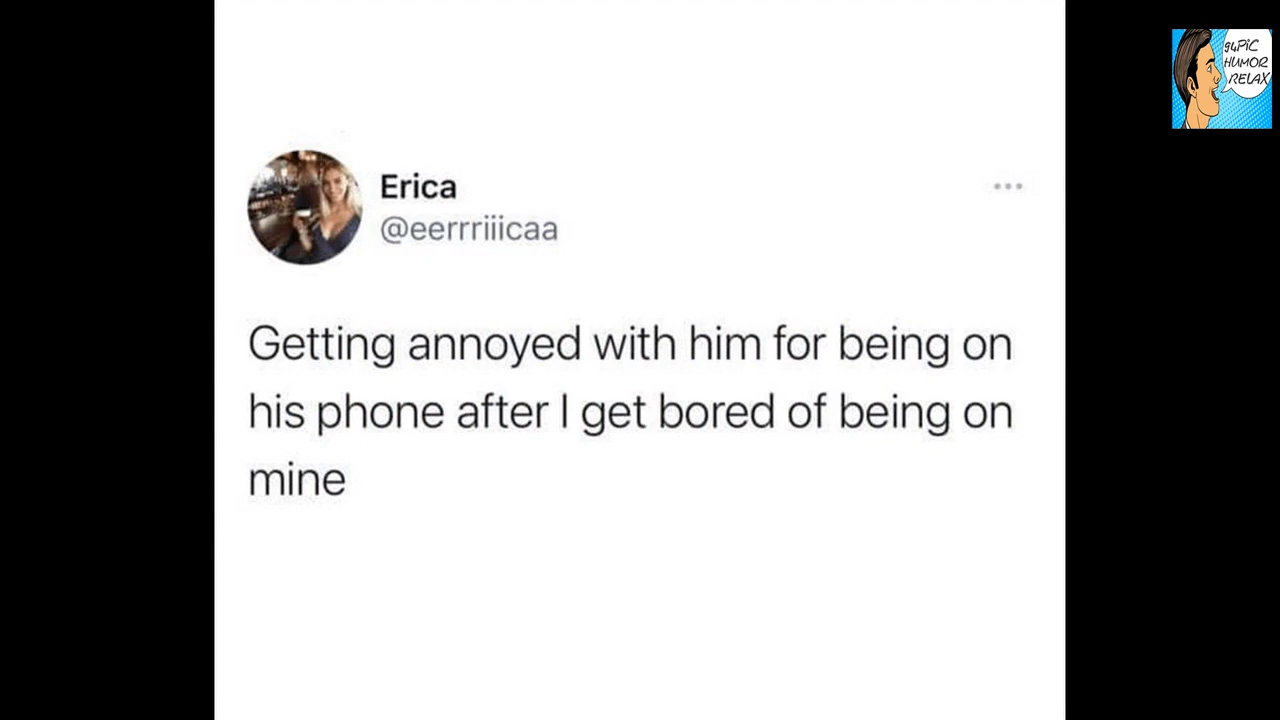 94PiC
HUMOR
RELAX
Erica
@eerrriiicaa
Getting annoyed with him for being on
his phone after I get bored of being on
mine